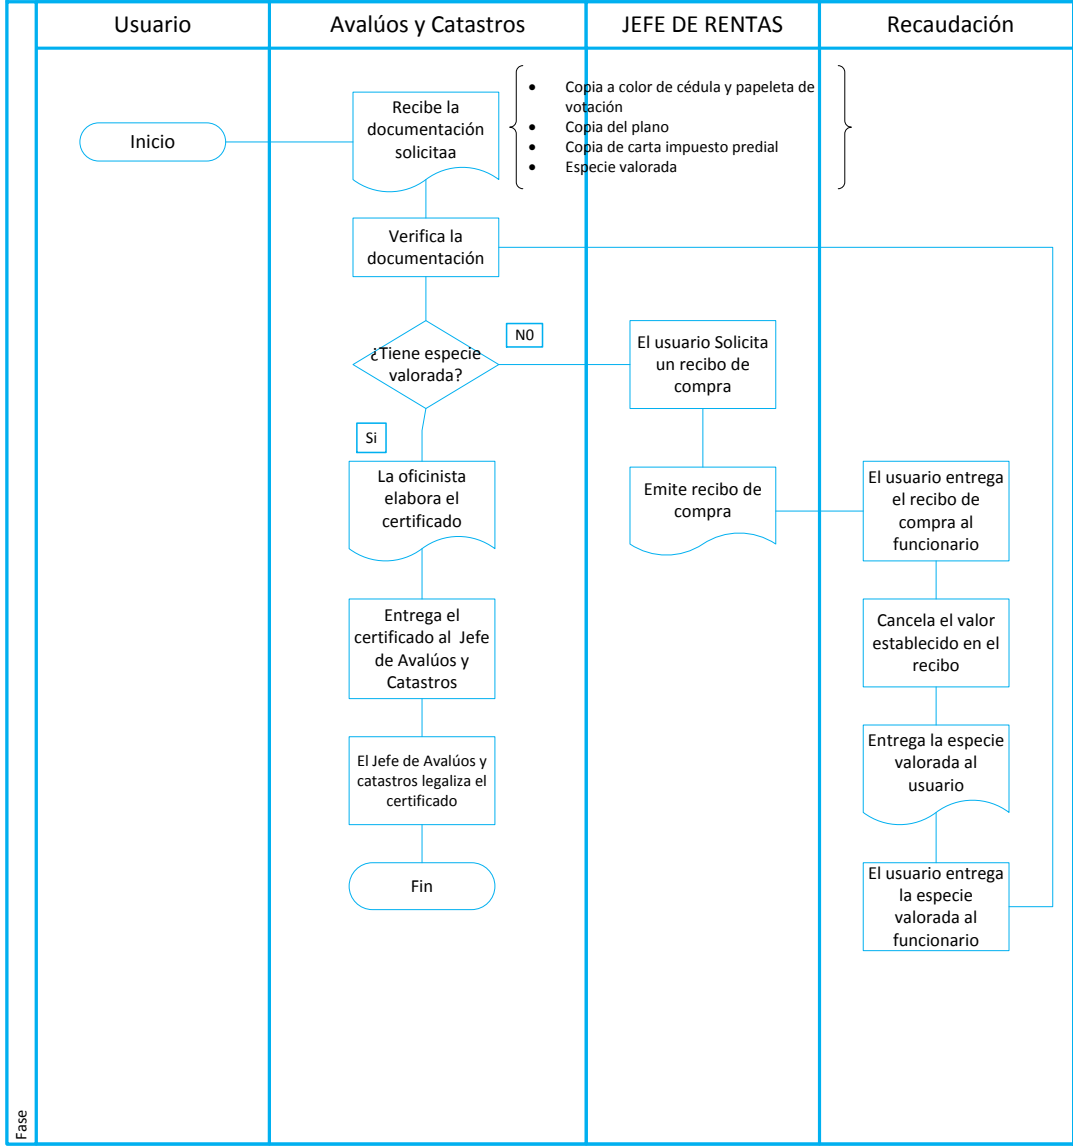 Usuario
Avalúos y Catastros
JEFE DE RENTAS
Recaudación
Inicio
Recibe la
documentación
solicitaa
• Copia a color de cédula y papeleta de
votación
• Copia del plano
• Copia de carta impuesto predial
• Especie valorada
Verifica la
documentación
¿Tiene especie
valorada?
N0
El usuario Solicita
un recibo de
compra
Si
La oficinista
elabora el
certificado
Emite recibo de
compra
El usuario entrega
el recibo de
compra al
funcionario
Entrega el
certificado al Jefe
de Avalúos y
Catastros
Cancela el valor
establecido en el
recibo
El Jefe de Avalúos y
catastros legaliza el
certificado
Entrega la especie
valorada al
usuario
Fin
El usuario entrega
la especie
valorada al
funcionario
Fase